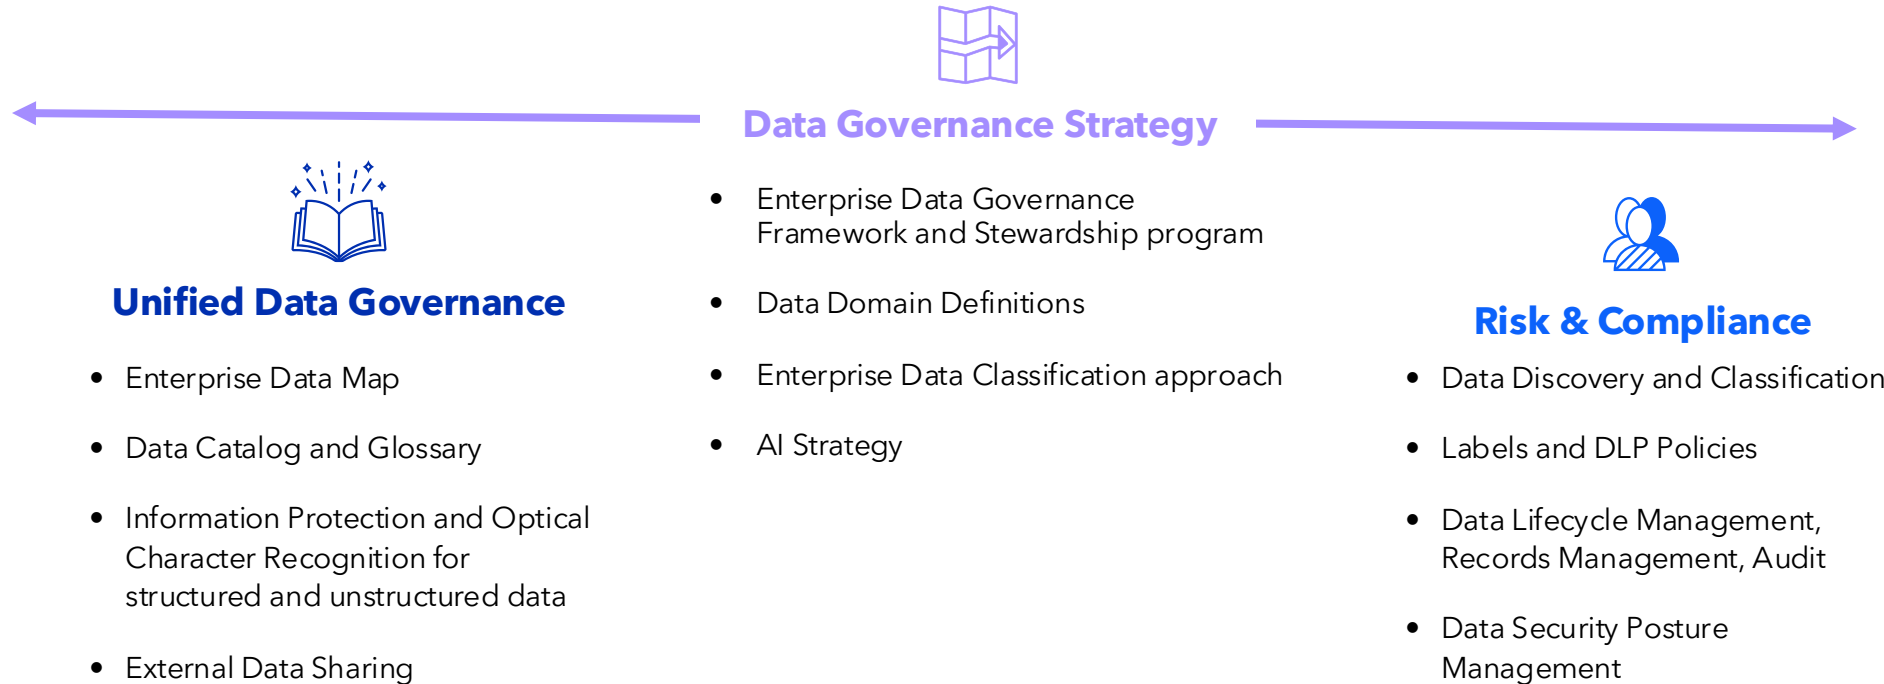 Data Governance Strategy
Unified Data Governance
• Enterprise Data Map
• Data Catalog and Glossary
• Information Protection and Optical
Character Recognition for
structured and unstructured data
• External Data Sharing
• Enterprise Data Governance
Framework and Stewardship program
• Data Domain Definitions
• Enterprise Data Classification approach
• AI Strategy
Risk & Compliance
• Data Discovery and Classification
• Labels and DLP Policies
• Data Lifecycle Management,
Records Management, Audit
• Data Security Posture
Management